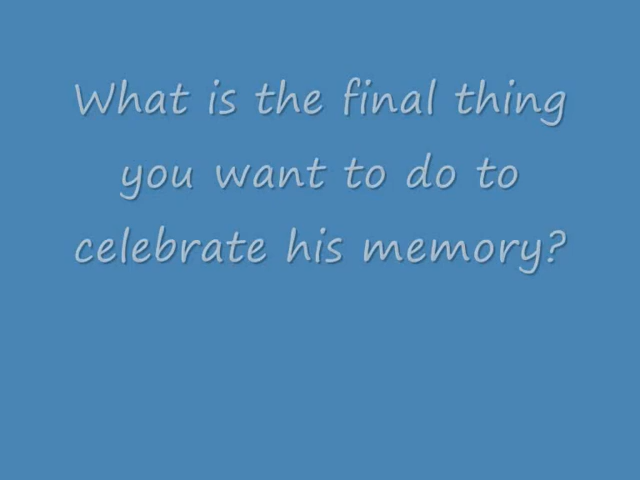 What is the final thing
you want to do to
celebrate his memory?